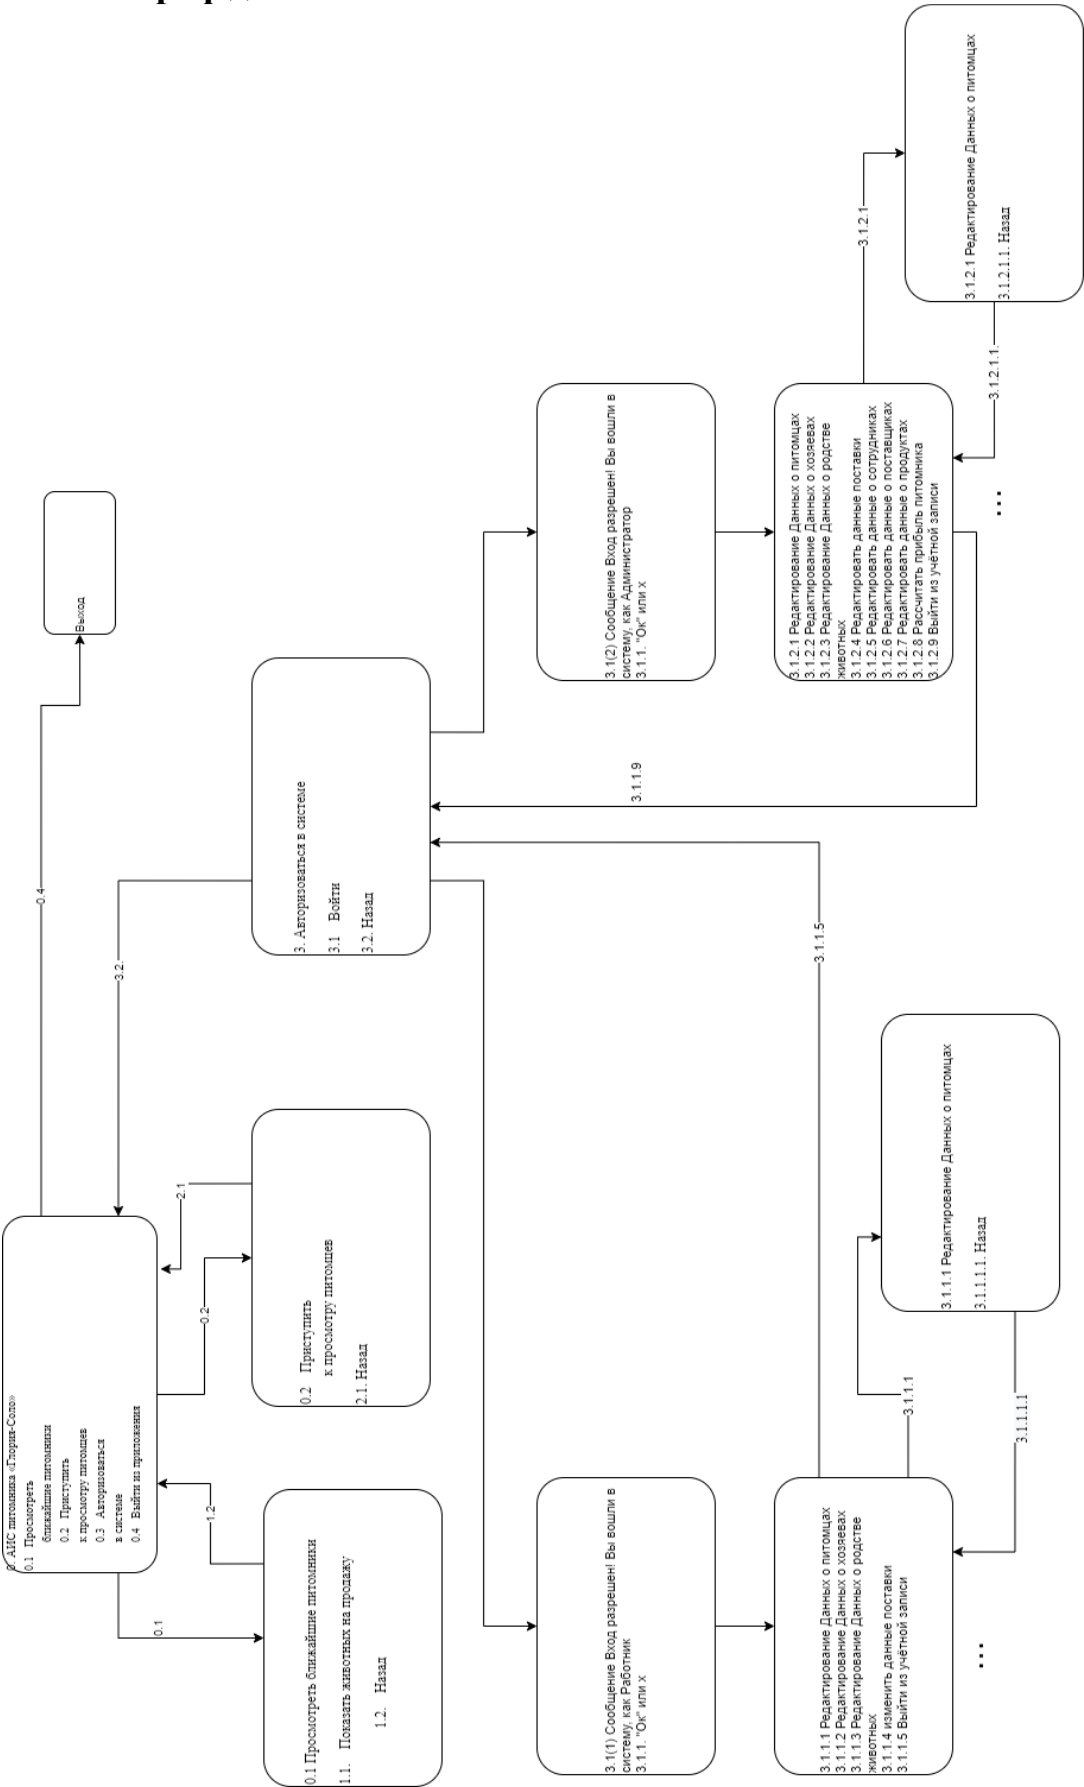 0. АИС питомника «Глория-Соло»
0.1 Просмотреть
ближайшие питомники
0.2 Приступить
к просмотру питомцев
0.3 Авторизоваться
в системе
0.4 Выйти из приложения
0.4
Выход
3.2.
2.1
0.2
1.2
0.1
0.1 Просмотреть ближайшие питомники
1.1. Показать животных на продажу
1.2. Назад
0.2 Приступить
к просмотру питомцев
2.1. Назад
3. Авторизоваться в системе
3.1 Войти
3.2. Назад
3.1(1) Сообщение Вход разрешен! Вы вошли в
систему, как Работник
3.1.1. "Ок" или х
3.1(2) Сообщение Вход разрешен! Вы вошли в
систему, как Администратор
3.1.1. "Ок" или х
3.1.1.9
3.1.1.5
3.1.1.1 Редактирование Данных о питомцах
3.1.1.2 Редактирование Данных о хозяевах
3.1.1.3 Редактирование Данных о родстве
животных
3.1.1.4 изменить данные поставки
3.1.1.5 Выйти из учётной записи
3.1.1.1
3.1.1.1 Редактирование Данных о питомцах
3.1.1.1.1. Назад
3.1.1.1.1
...
3.1.2.1 Редактирование Данных о питомцах
3.1.2.2 Редактирование Данных о хозяевах
3.1.2.3 Редактирование Данных о родстве
животных
3.1.2.4 Редактировать данные поставки
3.1.2.5 Редактировать данные о сотрудниках
3.1.2.6 Редактировать данные о поставщиках
3.1.2.7 Редактировать данные о продуктах
3.1.2.8 Рассчитать прибыль питомника
3.1.2.9 Выйти из учётной записи
3.1.2.1
3.1.2.1 Редактирование Данных о питомцах
3.1.2.1.1. Назад
3.1.2.1.1.
...